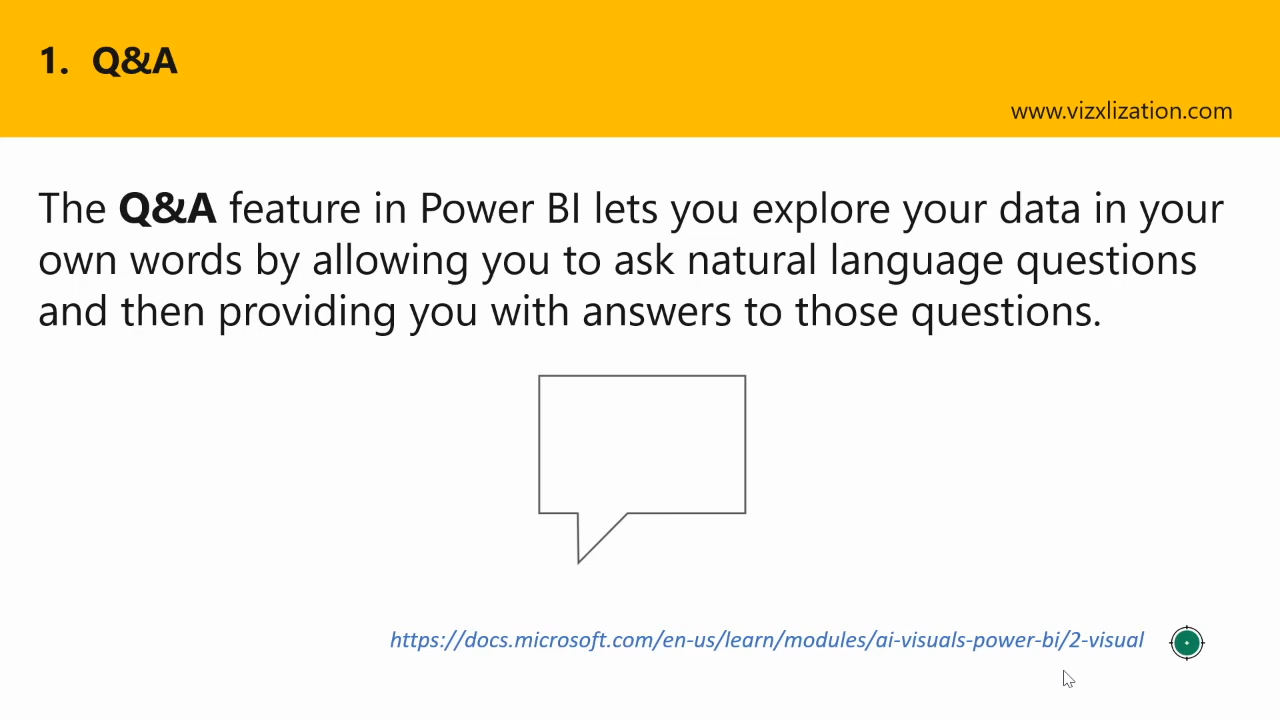 1. Q&A
www.vizxlization.com
The Q&A feature in Power BI lets you explore your data in your
own words by allowing you to ask natural language questions
and then providing you with answers to those questions.
https://docs.microsoft.com/en-us/learn/modules/ai-visuals-power-bi/2-visual